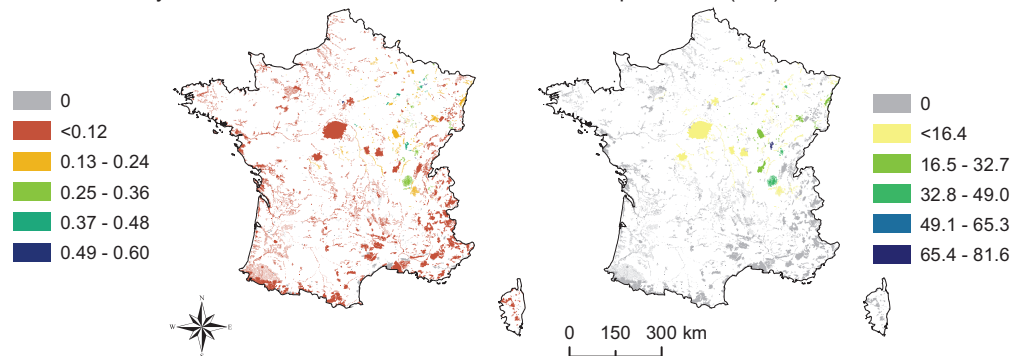 0
<0.12
0.13 - 0.24
0.25 - 0.36
0.37 - 0.48
0.49 - 0.60
0
<16.4
16.5 - 32.7
32.8 - 49.0
49.1 - 65.3
65.4 - 81.6
N
W E
S
0 150 300 km